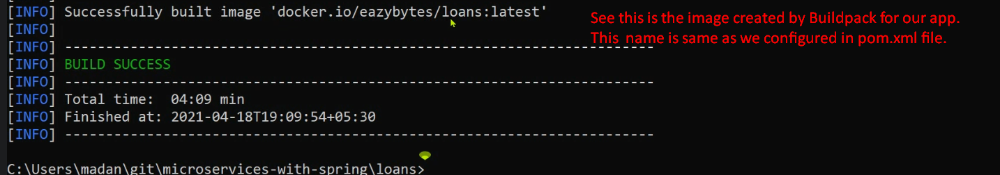 [INFO] Successfully built image 'docker.io/eazybytes/loans:latest'
See this is the image created by Buildpack for our app.
[INFO]
This name is same as we configured in pom.xml file.
[INFO] ------------------------------------------------------------------------
[INFO] BUILD SUCCESS
[INFO] ------------------------------------------------------------------------
[INFO] Total time:  04:09 min
[INFO] Finished at: 2021-04-18T19:09:54+05:30
[INFO] ------------------------------------------------------------------------
C:\Users\madan\git\microservices-with-spring\loans>